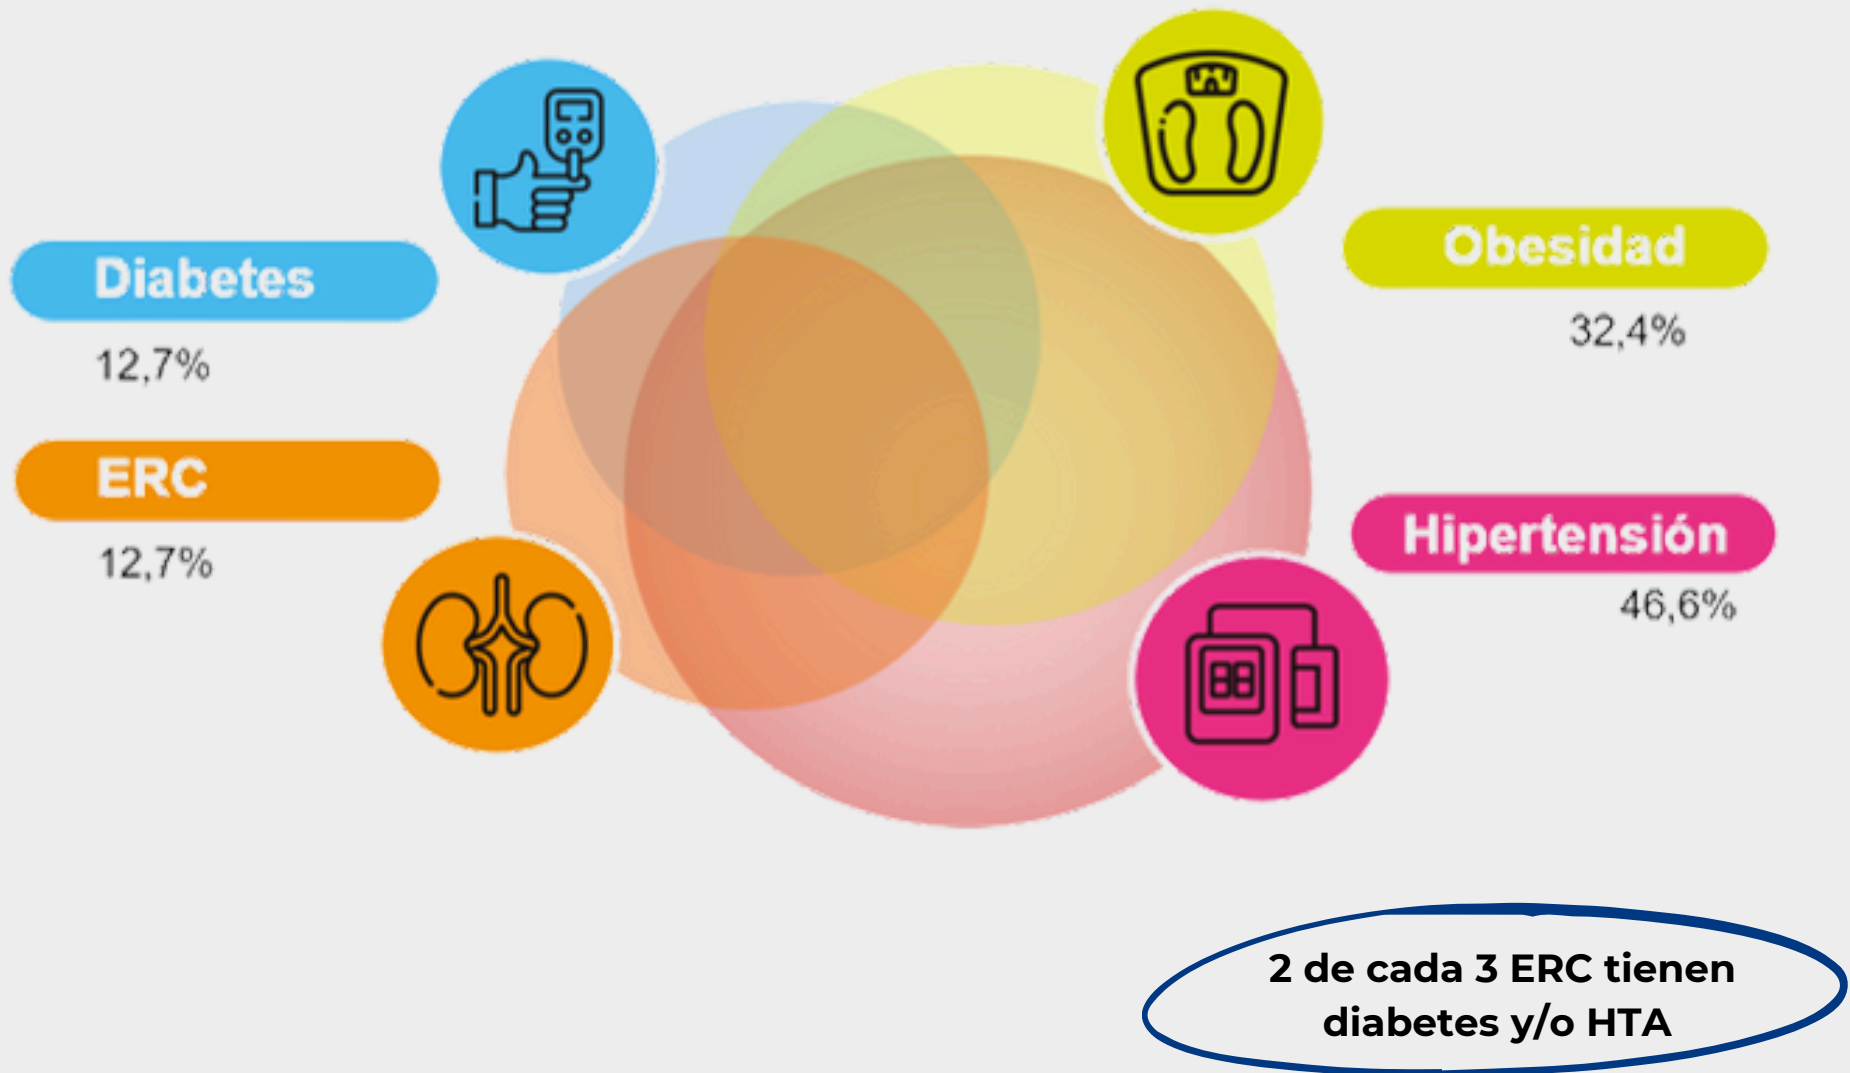 Diabetes
12,7%
ERC
12,7%
Obesidad
32,4%
Hipertensión
46,6%
2 de cada 3 ERC tienen
diabetes y/o HTA